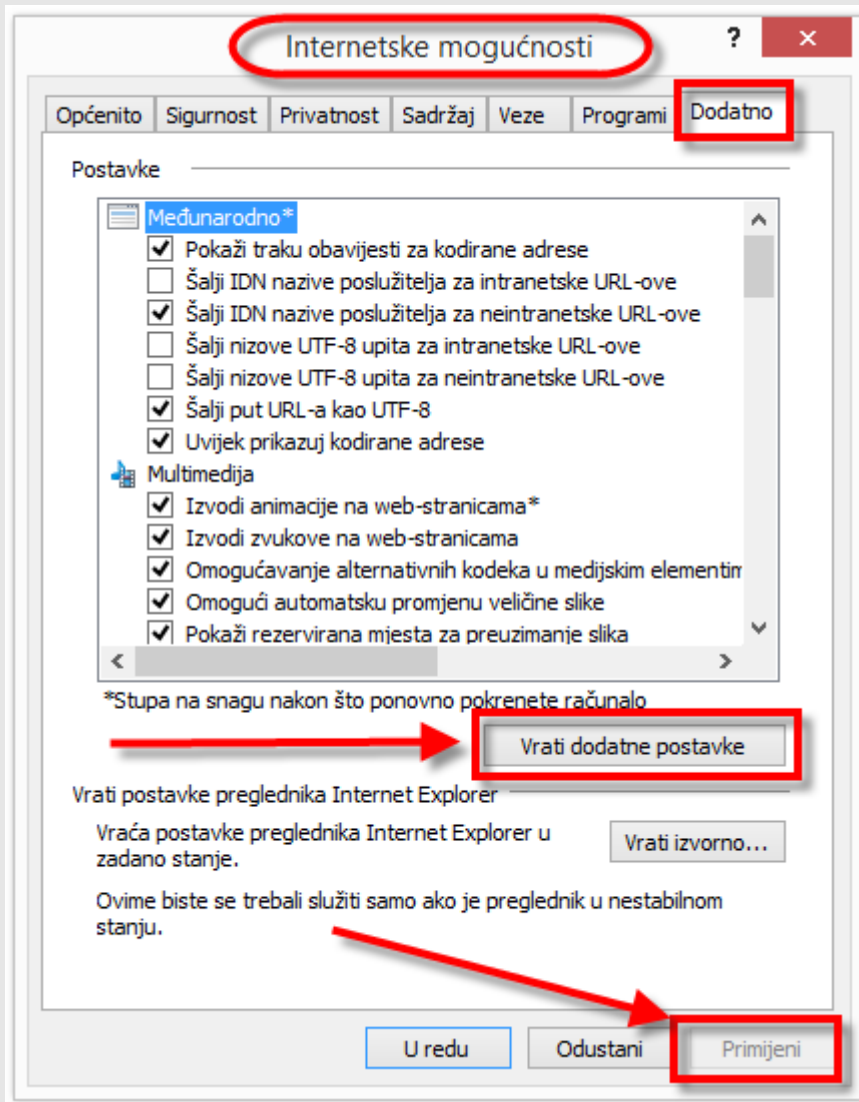 Internetske mogućnosti
?
Općenito Sigurnost Privatnost Sadržaj Veze Programi Dodatno
Postavke
Međunarodno*
Pokaži traku obavijesti za kodirane adrese
Šalji IDN nazive poslužitelja za intranetske URL-ove
Šalji IDN nazive poslužitelja za neintranetske URL-ove
Šalji nizove UTF-8 upita za intranetske URL-ove
Šalji nizove UTF-8 upita za neintranetske URL-ove
Šalji put URL-a kao UTF-8
Uvijek prikazuj kodirane adrese
Multimedija
Izvodi animacije na web-stranicama*
Izvodi zvukove na web-stranicama
Omogućavanje alternativnih kodeka u medijskim elementim
Omogući automatsku promjenu veličine slike
Pokaži rezervirana mjesta za preuzimanje slika
*Stupa na snagu nakon što ponovno pokrenete računalo
Vrati dodatne postavke
Vrati postavke preglednika Internet Explorer
Vraća postavke preglednika Internet Explorer u
zadano stanje.
Vrati izvorno...
Ovime biste se trebali služiti samo ako je preglednik u nestabilnom
stanju.
U redu Odustani Primijeni